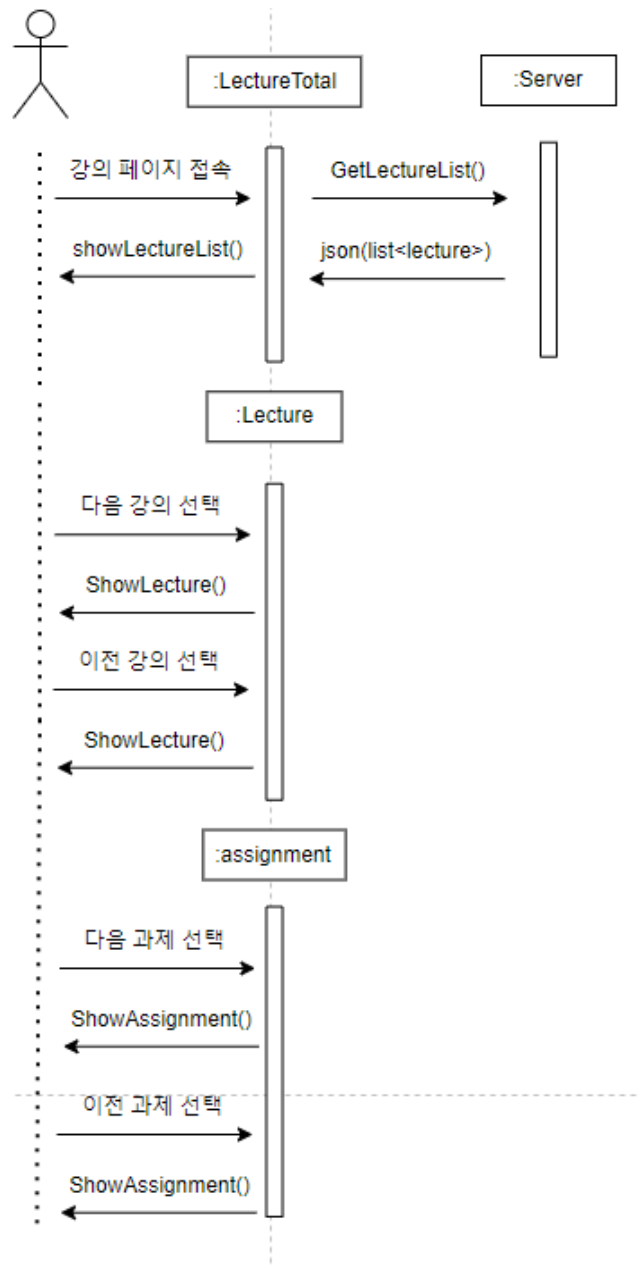 :LectureTotal
:Server
강의 페이지 접속
GetLectureList()
showLectureList()
json(list<lecture>)
:Lecture
다음 강의 선택
ShowLecture()
이전 강의 선택
ShowLecture()
:assignment
다음 과제 선택
ShowAssignment()
이전 과제 선택
ShowAssignment()